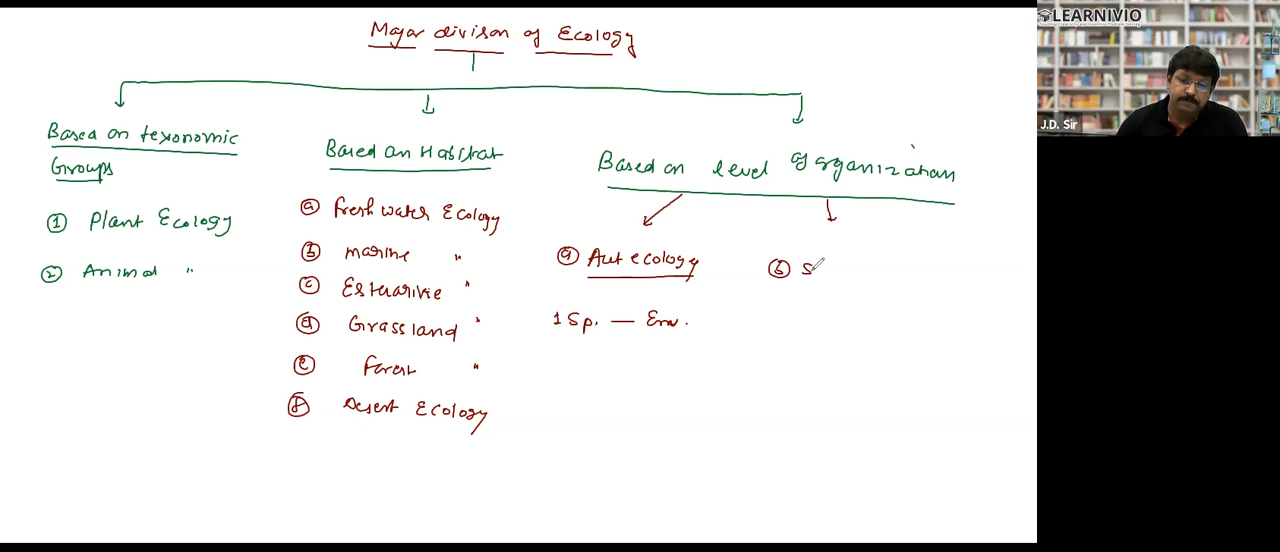 Major divison of Ecology
Based on texonomic
Groups
① Plant Ecology
② Animal "
Based on Habitat
ⓐ Fresh water Ecology
ⓑ marine "
ⓒ Estuarine "
ⓓ Grassland "
ⓔ Forest "
ⓕ Desert Ecology
Based on level of organization
ⓐ Autecology
1 Sp. — Env.
ⓑ S
LEARNIVIO
J.D. Sir